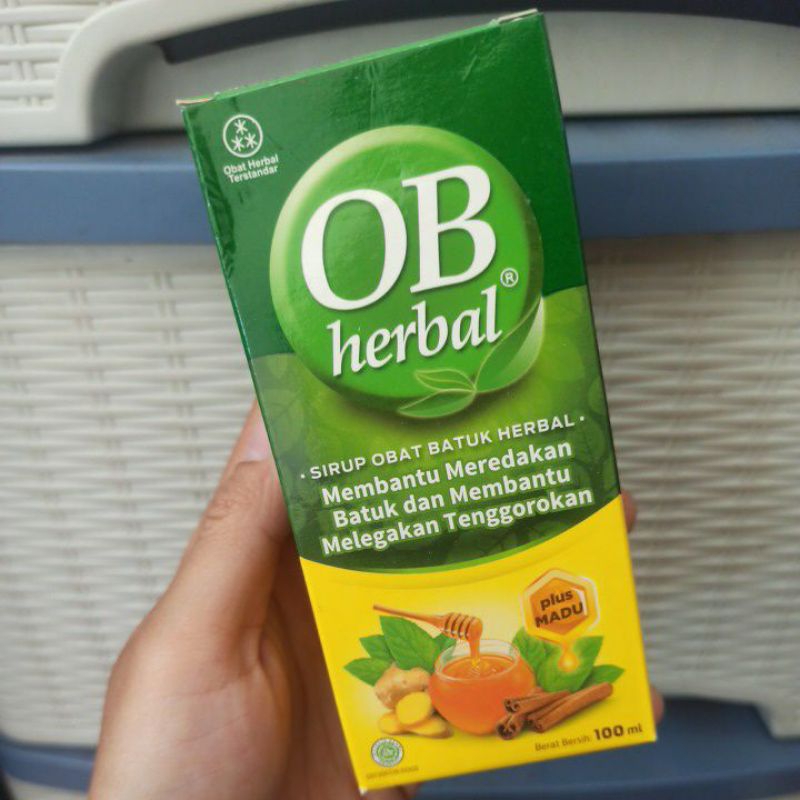 Obat Herbal
Terstandar
OB
herbal®
· SIRUP OBAT BATUK HERBAL ·
Membantu Meredakan
Batuk dan Membantu
Melegakan Tenggorokan
plus
MADU
Berat Bersih: 100 ml